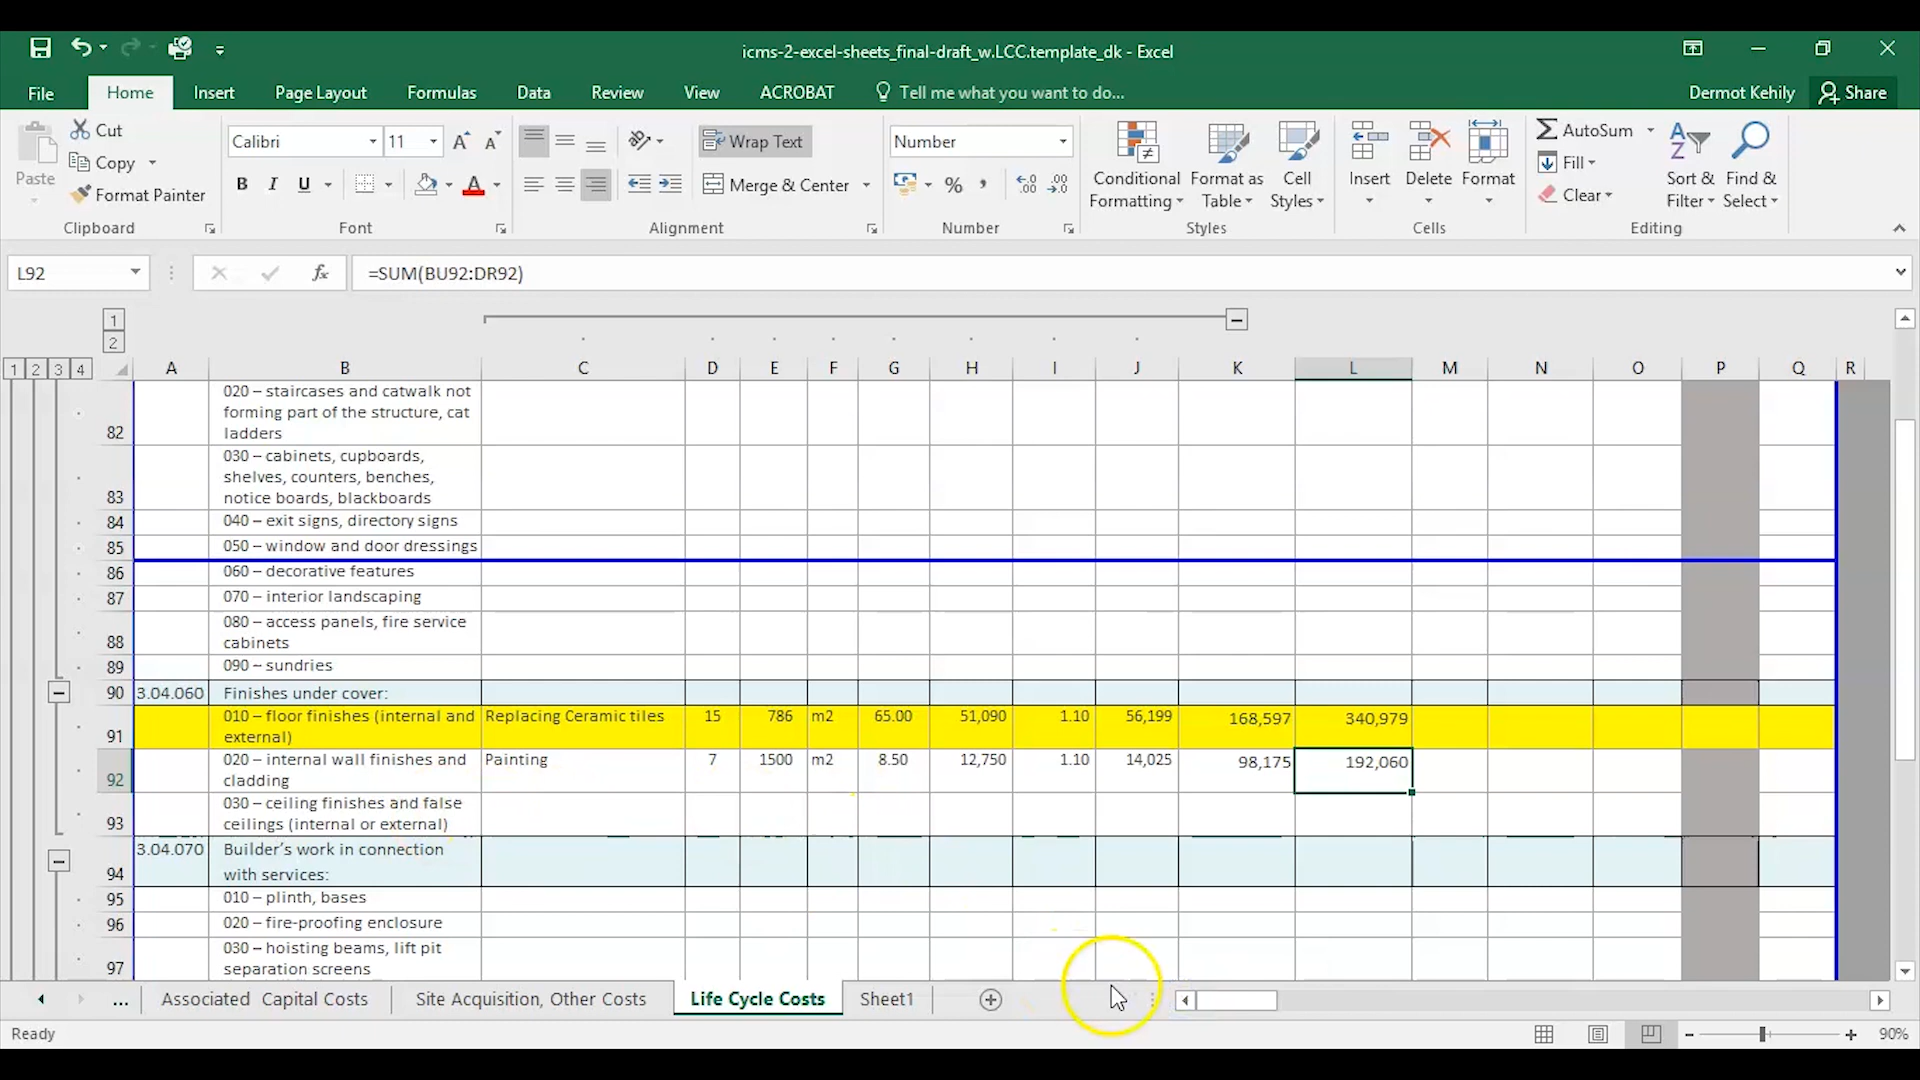 icms-2-excel-sheets_final-draft_w.LCC.template_dk - Excel
File Home Insert Page Layout Formulas Data Review View ACROBAT Tell me what you want to do... Dermot Kehily Share
Paste
Cut
Copy
Format Painter
Clipboard
Calibri 11
B I U
Font
Wrap Text
Merge & Center
Alignment
Number
%
Number
Conditional Formatting
Format as Table
Cell Styles
Styles
Insert Delete Format
Cells
AutoSum
Fill
Clear
Sort & Filter
Find & Select
Editing
L92 fx =SUM(BU92:DR92)
1
2
1 2 3 4 A B C D E F G H I J K L M N O P Q R
82 020 – staircases and catwalk not
forming part of the structure, cat
ladders
83 030 – cabinets, cupboards,
shelves, counters, benches,
notice boards, blackboards
84 040 – exit signs, directory signs
85 050 – window and door dressings
86 060 – decorative features
87 070 – interior landscaping
88 080 – access panels, fire service
cabinets
89 090 – sundries
90 3.04.060 Finishes under cover:
91 010 – floor finishes (internal and Replacing Ceramic tiles 15 786 m2 65.00 51,090 1.10 56,199 168,597 340,979
external)
92 020 – internal wall finishes and Painting 7 1500 m2 8.50 12,750 1.10 14,025 98,175 192,060
cladding
93 030 – ceiling finishes and false
ceilings (internal or external)
94 3.04.070 Builder's work in connection
with services:
95 010 – plinth, bases
96 020 – fire-proofing enclosure
97 030 – hoisting beams, lift pit
separation screens
... Associated Capital Costs Site Acquisition, Other Costs Life Cycle Costs Sheet1
Ready 90%